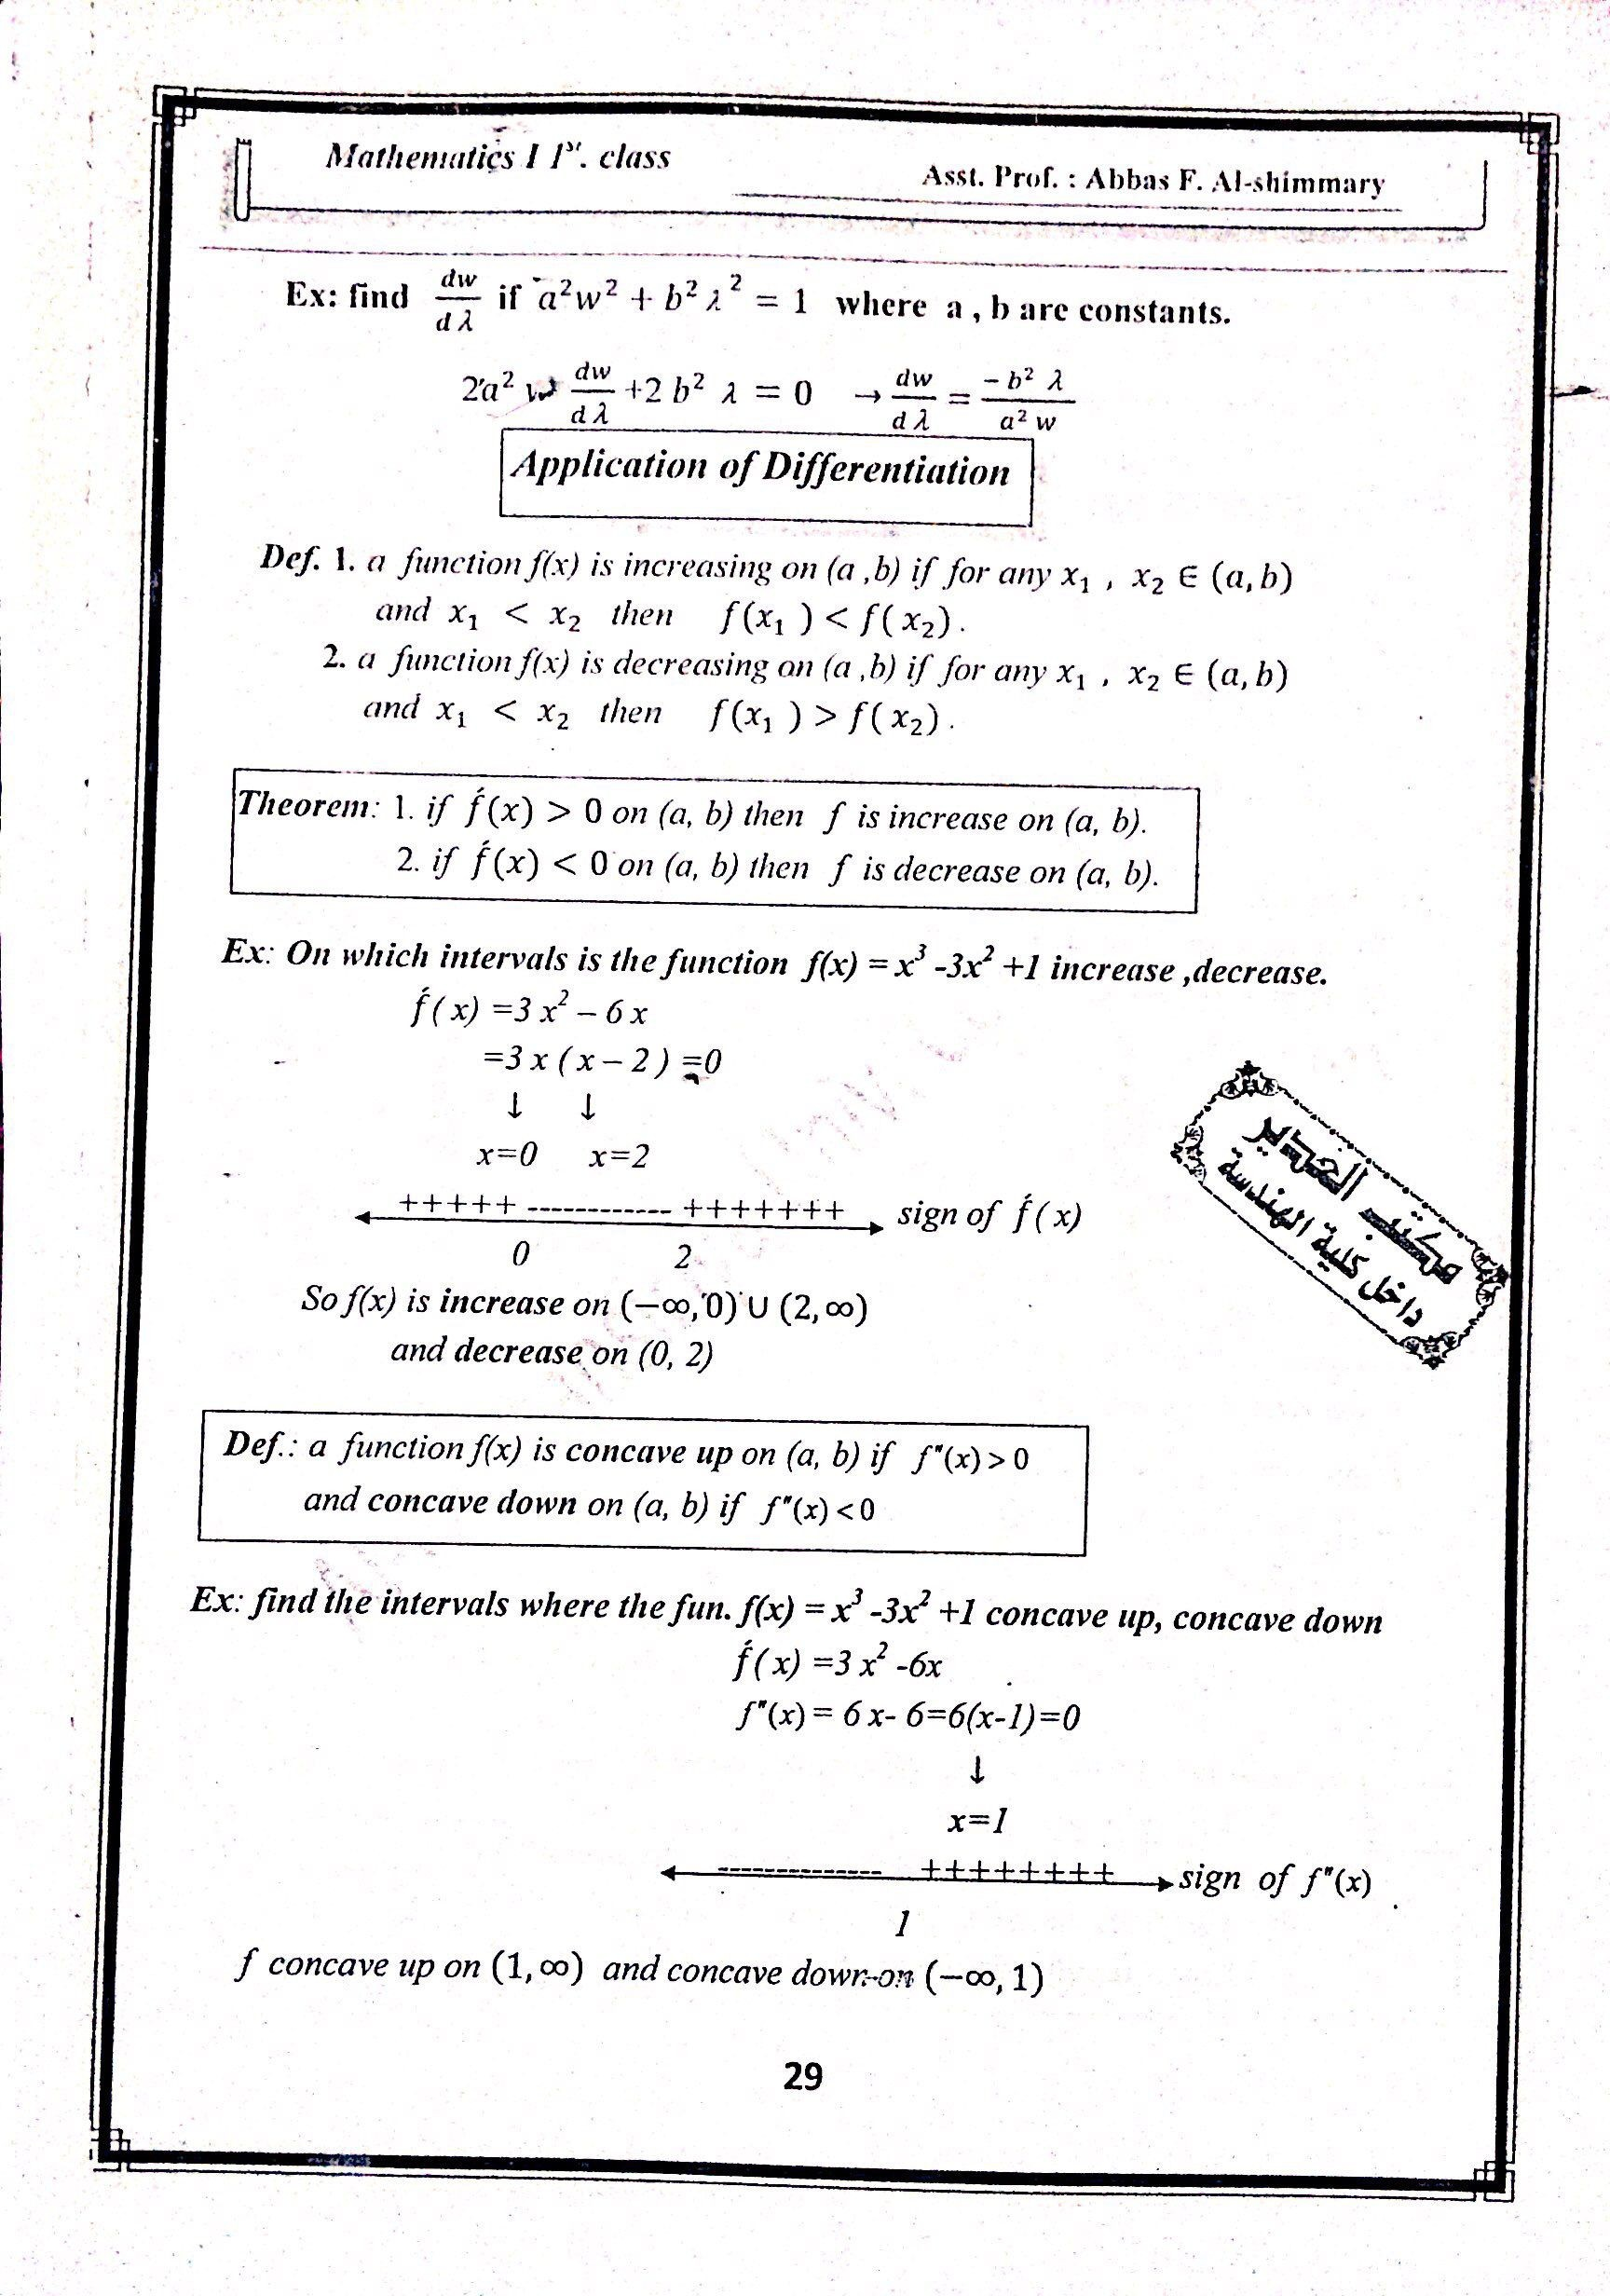 Mathematics I 1st. class
Asst. Prof. : Abbas F. Al-shimmary
Ex: find dw/dλ if a²w² + b² λ² = 1 where a , b are constants.
2a² w dw/dλ +2 b² λ = 0 → dw/dλ = −b² λ / a² w
Application of Differentiation
Def. 1. a function f(x) is increasing on (a ,b) if for any x₁ , x₂ ∈ (a, b)
and x₁ < x₂ then f(x₁ ) < f( x₂) .
2. a function f(x) is decreasing on (a ,b) if for any x₁ , x₂ ∈ (a, b)
and x₁ < x₂ then f(x₁ ) > f( x₂) .
Theorem: 1. if f́(x) > 0 on (a, b) then f is increase on (a, b).
2. if f́(x) < 0 on (a, b) then f is decrease on (a, b).
Ex: On which intervals is the function f(x) = x³ -3x² +1 increase ,decrease.
f́( x) =3 x² – 6 x
=3 x ( x – 2 ) =0
↓ ↓
x=0 x=2
+++++ ------------ +++++++ sign of f́( x)
0 2
So f(x) is increase on (−∞, 0) ∪ (2, ∞)
and decrease on (0, 2)
مكتب الغدير
داخل كلية الهندسة
Def.: a function f(x) is concave up on (a, b) if f″(x) > 0
and concave down on (a, b) if f″(x) < 0
Ex: find the intervals where the fun. f(x) = x³ -3x² +1 concave up, concave down
f́( x) =3 x² -6x
f″(x) = 6 x- 6=6(x-1)=0
↓
x=1
-------------- ++++++++ sign of f″(x)
1
f concave up on (1, ∞) and concave down on (−∞, 1)
29